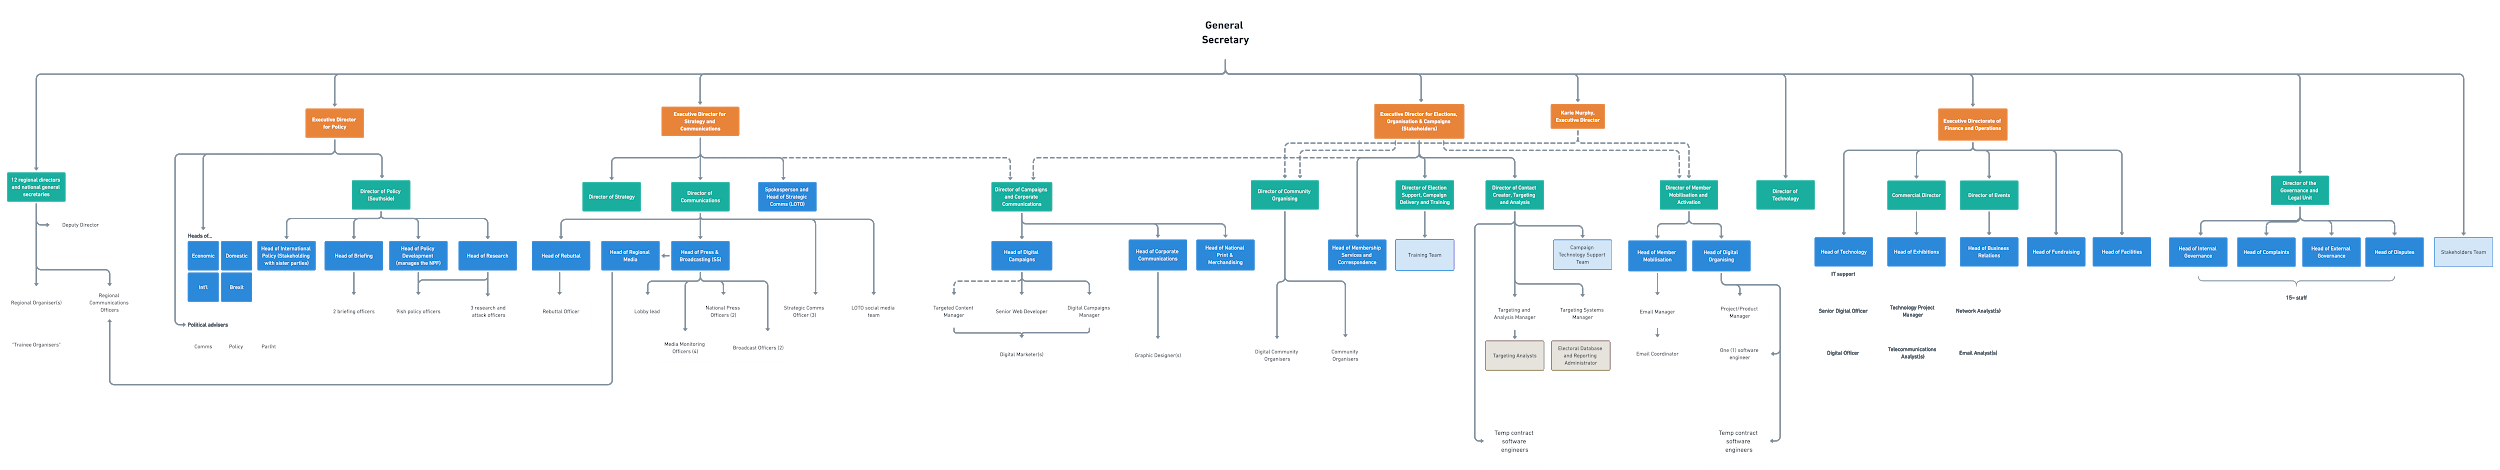 General
Secretary
Executive Director
for Policy
Executive Director for
Strategy and
Communications
Executive Director for Elections,
Organisation & Campaigns
(Stakeholders)
Karie Murphy,
Executive Director
Executive Directorate of
Finance and Operations
12 regional directors
and national general
secretaries
Director of Policy
(Southside)
Director of Strategy
Director of
Communications
Spokesperson and
Head of Strategic
Comms (LOTO)
Director of Campaigns
and Corporate
Communications
Director of Community
Organising
Director of Election
Support, Campaign
Delivery and Training
Director of Contact
Creator, Targeting
and Analysis
Director of Member
Mobilisation and
Activation
Director of
Technology
Commercial Director
Director of Events
Director of the
Governance and
Legal Unit
Deputy Director
Heads of...
Economic
Domestic
Int'l
Brexit
Head of International
Policy (Stakeholding
with sister parties)
Head of Briefing
Head of Policy
Development
(manages the NPF)
Head of Research
Head of Rebuttal
Head of Regional
Media
Head of Press &
Broadcasting (SS)
Head of Digital
Campaigns
Head of Corporate
Communications
Head of National
Print &
Merchandising
Head of Membership
Services and
Correspondence
Training Team
Campaign
Technology Support
Team
Head of Member
Mobilisation
Head of Digital
Organising
Head of Technology
Head of Exhibitions
Head of Business
Relations
Head of Fundraising
Head of Facilities
Head of Internal
Governance
Head of Complaints
Head of External
Governance
Head of Disputes
Stakeholders Team
IT support
Regional Organiser(s)
Regional
Communications
Officers
2 briefing officers
9ish policy officers
3 research and
attack officers
Rebuttal Officer
Lobby lead
National Press
Officers (2)
Strategic Comms
Officer (3)
LOTO social media
team
Targeted Content
Manager
Senior Web Developer
Digital Campaigns
Manager
Targeting and
Analysis Manager
Targeting Systems
Manager
Email Manager
Project/Product
Manager
Senior Digital Officer
Technology Project
Manager
Network Analyst(s)
15~ staff
Political advisers
"Trainee Organisers"
Comms
Policy
Parlht
Media Monitoring
Officers (4)
Broadcast Officers (2)
Digital Marketer(s)
Graphic Designer(s)
Digital Community
Organisers
Community
Organisers
Targeting Analysts
Electoral Database
and Reporting
Administrator
Email Coordinator
One (1) software
engineer
Digital Officer
Telecommunications
Analyst(s)
Email Analyst(s)
Temp contract
software
engineers
Temp contract
software
engineers